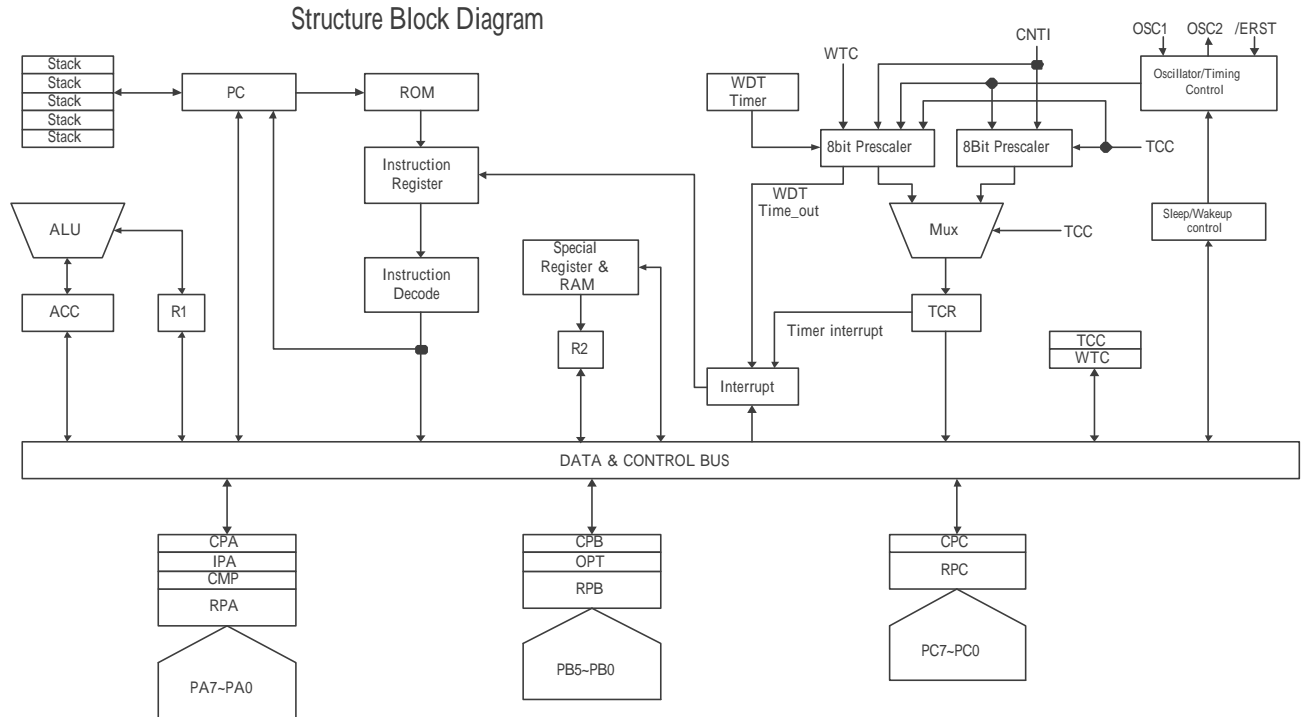 Structure Block Diagram
Stack
Stack
Stack
Stack
Stack
PC
ROM
Instruction
Register
Instruction
Decode
ALU
ACC
R1
Special
Register &
RAM
R2
WDT
Timer
WTC
CNTI
OSC1
OSC2
/ERST
Oscillator/Timing
Control
8bit Prescaler
8Bit Prescaler
TCC
WDT
Time_out
Mux
TCC
Sleep/Wakeup
control
TCR
Timer interrupt
Interrupt
TCC
WTC
DATA & CONTROL BUS
CPA
IPA
CMP
RPA
PA7~PA0
CPB
OPT
RPB
PB5~PB0
CPC
RPC
PC7~PC0